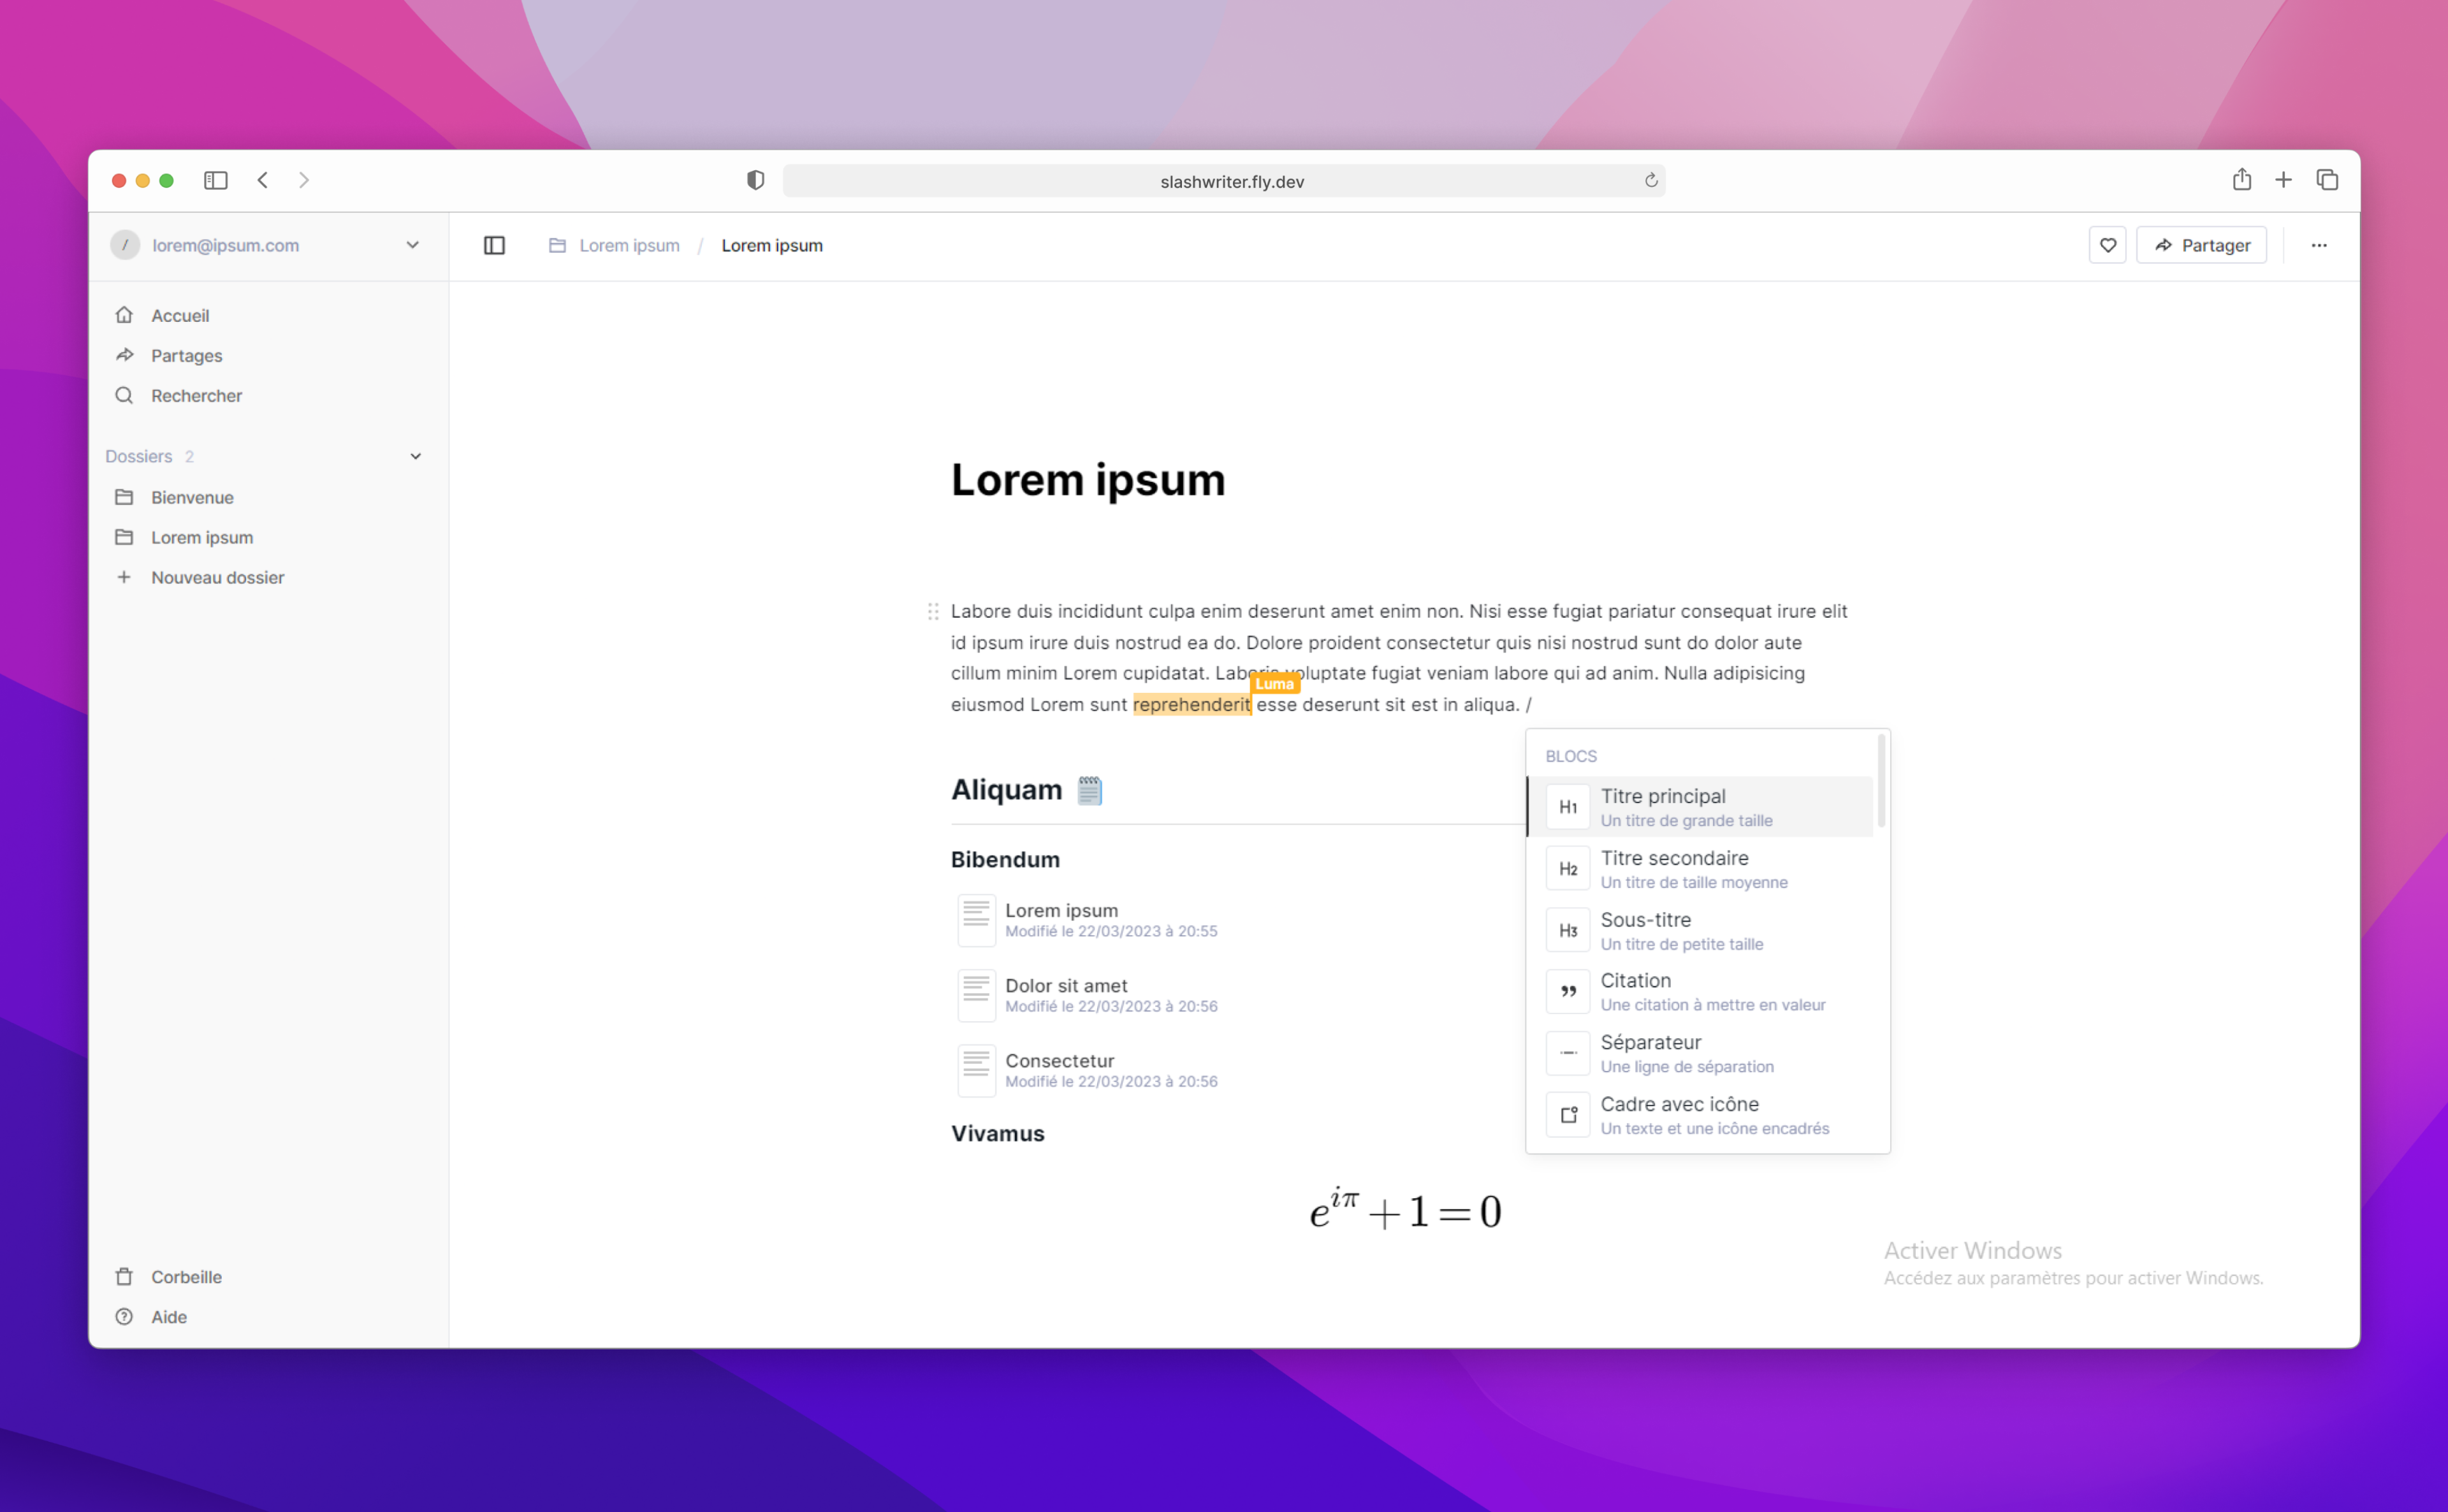 slashwriter.fly.dev
/ lorem@ipsum.com
Lorem ipsum / Lorem ipsum
Partager
Accueil
Partages
Rechercher
Dossiers 2
Bienvenue
Lorem ipsum
Nouveau dossier
Corbeille
Aide
Lorem ipsum
Labore duis incididunt culpa enim deserunt amet enim non. Nisi esse fugiat pariatur consequat irure elit
id ipsum irure duis nostrud ea do. Dolore proident consectetur quis nisi nostrud sunt do dolor aute
cillum minim Lorem cupidatat. Laboris voluptate fugiat veniam labore qui ad anim. Nulla adipisicing
Luma
eiusmod Lorem sunt reprehenderit esse deserunt sit est in aliqua. /
Aliquam
Bibendum
Lorem ipsum
Modifié le 22/03/2023 à 20:55
Dolor sit amet
Modifié le 22/03/2023 à 20:56
Consectetur
Modifié le 22/03/2023 à 20:56
Vivamus
e^{iπ} + 1 = 0
BLOCS
H1 Titre principal
Un titre de grande taille
H2 Titre secondaire
Un titre de taille moyenne
H3 Sous-titre
Un titre de petite taille
Citation
Une citation à mettre en valeur
Séparateur
Une ligne de séparation
Cadre avec icône
Un texte et une icône encadrés
Activer Windows
Accédez aux paramètres pour activer Windows.